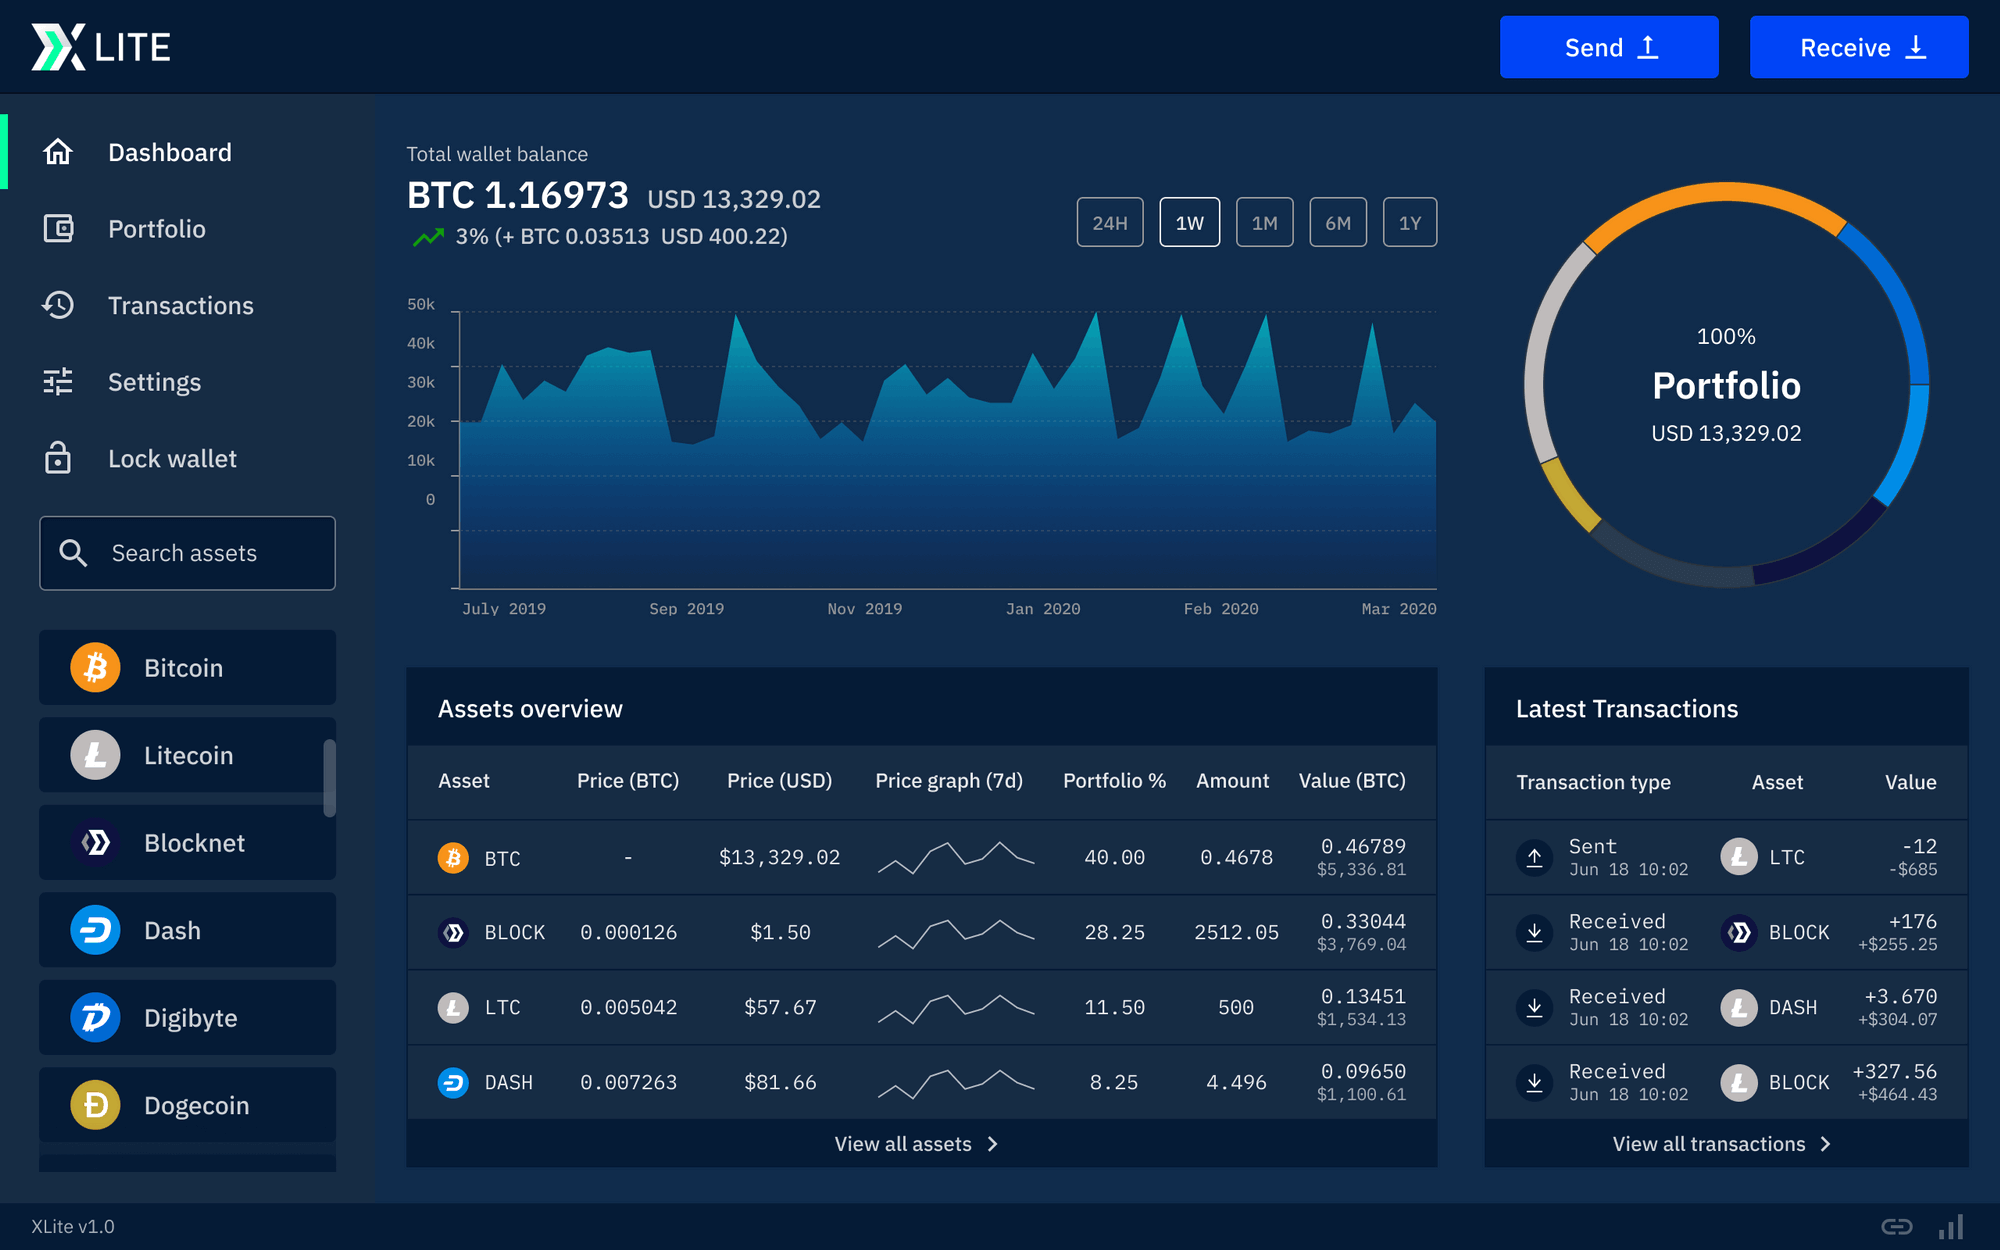 LITE
Send
Receive
Dashboard
Portfolio
Transactions
Settings
Lock wallet
Search assets
Bitcoin
Litecoin
Blocknet
Dash
Digibyte
Dogecoin
Total wallet balance
BTC 1.16973 USD 13,329.02
3% (+ BTC 0.03513 USD 400.22)
24H 1W 1M 6M 1Y
50k
40k
30k
20k
10k
0
July 2019 Sep 2019 Nov 2019 Jan 2020 Feb 2020 Mar 2020
100%
Portfolio
USD 13,329.02
Assets overview
Asset Price (BTC) Price (USD) Price graph (7d) Portfolio % Amount Value (BTC)
BTC - $13,329.02 40.00 0.4678 0.46789
$5,336.81
BLOCK 0.000126 $1.50 28.25 2512.05 0.33044
$3,769.04
LTC 0.005042 $57.67 11.50 500 0.13451
$1,534.13
DASH 0.007263 $81.66 8.25 4.496 0.09650
$1,100.61
View all assets
Latest Transactions
Transaction type Asset Value
Sent LTC -12
Jun 18 10:02 -$685
Received BLOCK +176
Jun 18 10:02 +$255.25
Received DASH +3.670
Jun 18 10:02 +$304.07
Received BLOCK +327.56
Jun 18 10:02 +$464.43
View all transactions
XLite v1.0